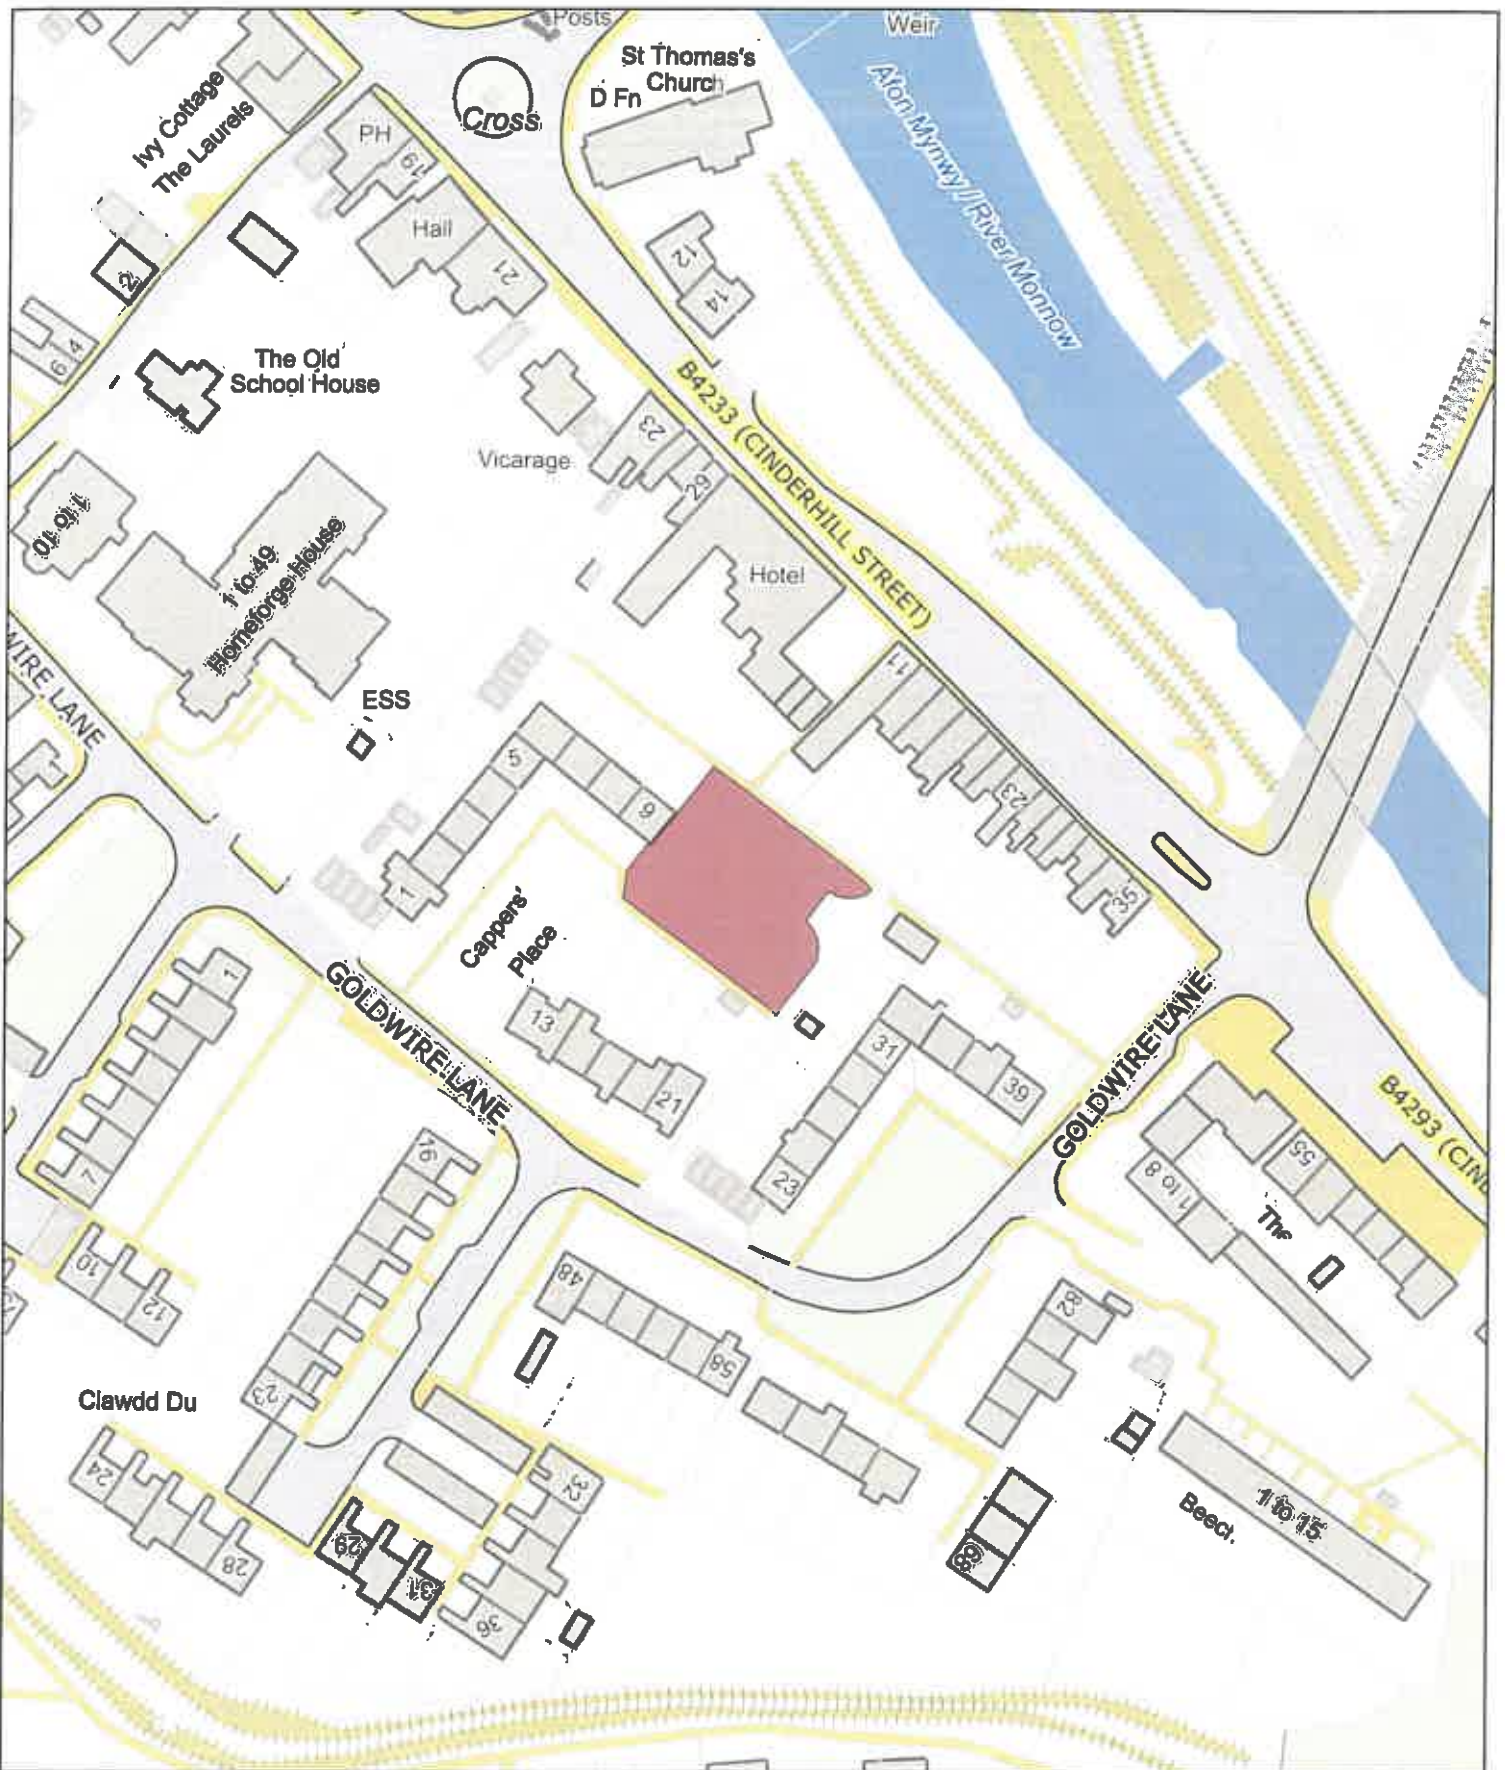 Posts
Weir
St Thomas's
Church
D Fn
Cross
Afon Mynwy / River Monnow
Ivy Cottage
The Laurels
PH
19
Hall
21
12
14
2
4
6
The Old
School House
B4233 (CINDERHILL STREET)
23
Vicarage
29
1 to 10
1 to 49
Homeforge House
Hotel
WIRE LANE
11
ESS
5
9
23
1
35
Cappers'
Place
1
GOLDWIRE LANE
13
21
31
39
GOLDWIRE LANE
B4293 (CIN
55
1 to 8
7
26
23
The
10
12
48
58
82
Clawdd Du
23
24
28
32
29
31
36
89
Beech
1 to 15